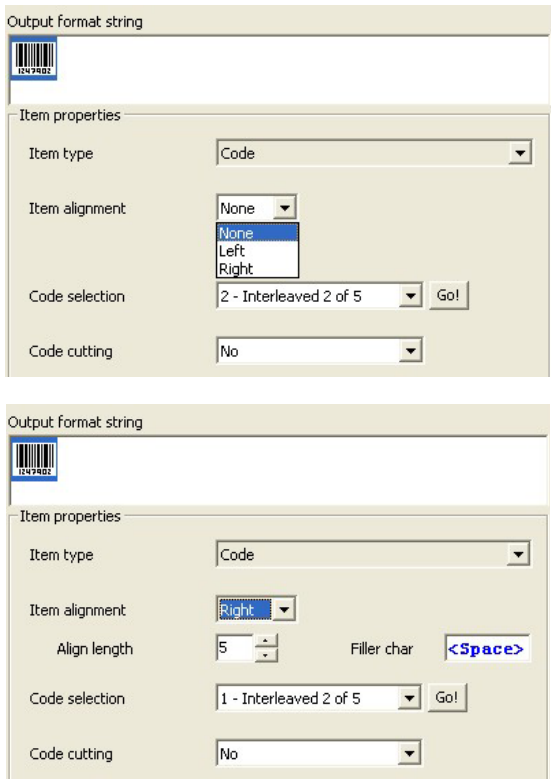 Output format string
1247902
Item properties
Item type Code
Item alignment None
None
Left
Right
Code selection 2 - Interleaved 2 of 5 Go!
Code cutting No
Output format string
1247902
Item properties
Item type Code
Item alignment Right
Align length 5 Filler char <Space>
Code selection 1 - Interleaved 2 of 5 Go!
Code cutting No